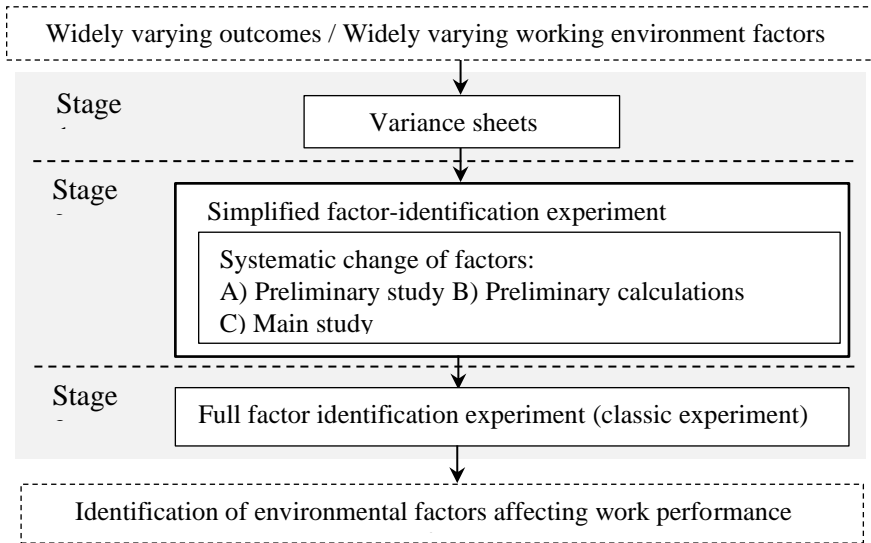 Widely varying outcomes / Widely varying working environment factors
Stage
Variance sheets
Stage
Simplified factor-identification experiment
Systematic change of factors:
A) Preliminary study B) Preliminary calculations
C) Main study
Stage
Full factor identification experiment (classic experiment)
Identification of environmental factors affecting work performance